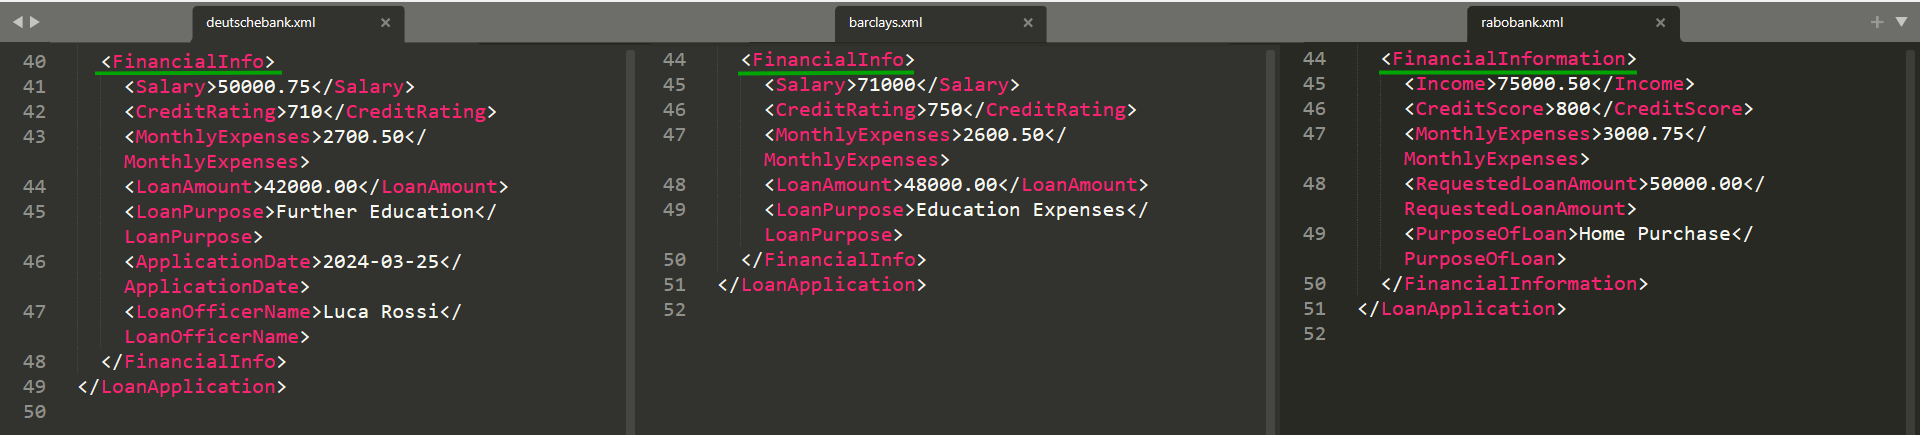 deutschebank.xml ×
40 <FinancialInfo>
41 <Salary>50000.75</Salary>
42 <CreditRating>710</CreditRating>
43 <MonthlyExpenses>2700.50</
MonthlyExpenses>
44 <LoanAmount>42000.00</LoanAmount>
45 <LoanPurpose>Further Education</
LoanPurpose>
46 <ApplicationDate>2024-03-25</
ApplicationDate>
47 <LoanOfficerName>Luca Rossi</
LoanOfficerName>
48 </FinancialInfo>
49 </LoanApplication>
50
barclays.xml ×
44 <FinancialInfo>
45 <Salary>71000</Salary>
46 <CreditRating>750</CreditRating>
47 <MonthlyExpenses>2600.50</
MonthlyExpenses>
48 <LoanAmount>48000.00</LoanAmount>
49 <LoanPurpose>Education Expenses</
LoanPurpose>
50 </FinancialInfo>
51 </LoanApplication>
52
rabobank.xml ×
44 <FinancialInformation>
45 <Income>75000.50</Income>
46 <CreditScore>800</CreditScore>
47 <MonthlyExpenses>3000.75</
MonthlyExpenses>
48 <RequestedLoanAmount>50000.00</
RequestedLoanAmount>
49 <PurposeOfLoan>Home Purchase</
PurposeOfLoan>
50 </FinancialInformation>
51 </LoanApplication>
52